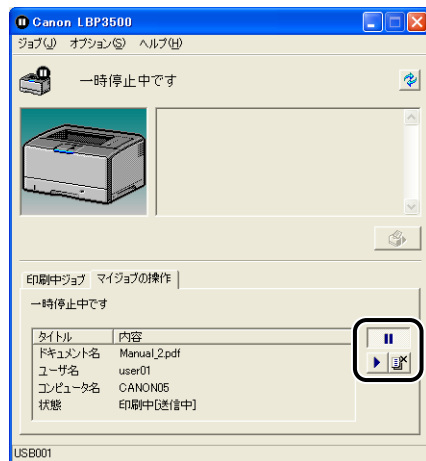 Canon LBP3500
ジョブ(J) オプション(S) ヘルプ(H)
一時停止中です
印刷中ジョブ マイジョブの操作
一時停止中です
タイトル 内容
ドキュメント名 Manual_2.pdf
ユーザ名 user01
コンピュータ名 CANON05
状態 印刷中[送信中]
USB001